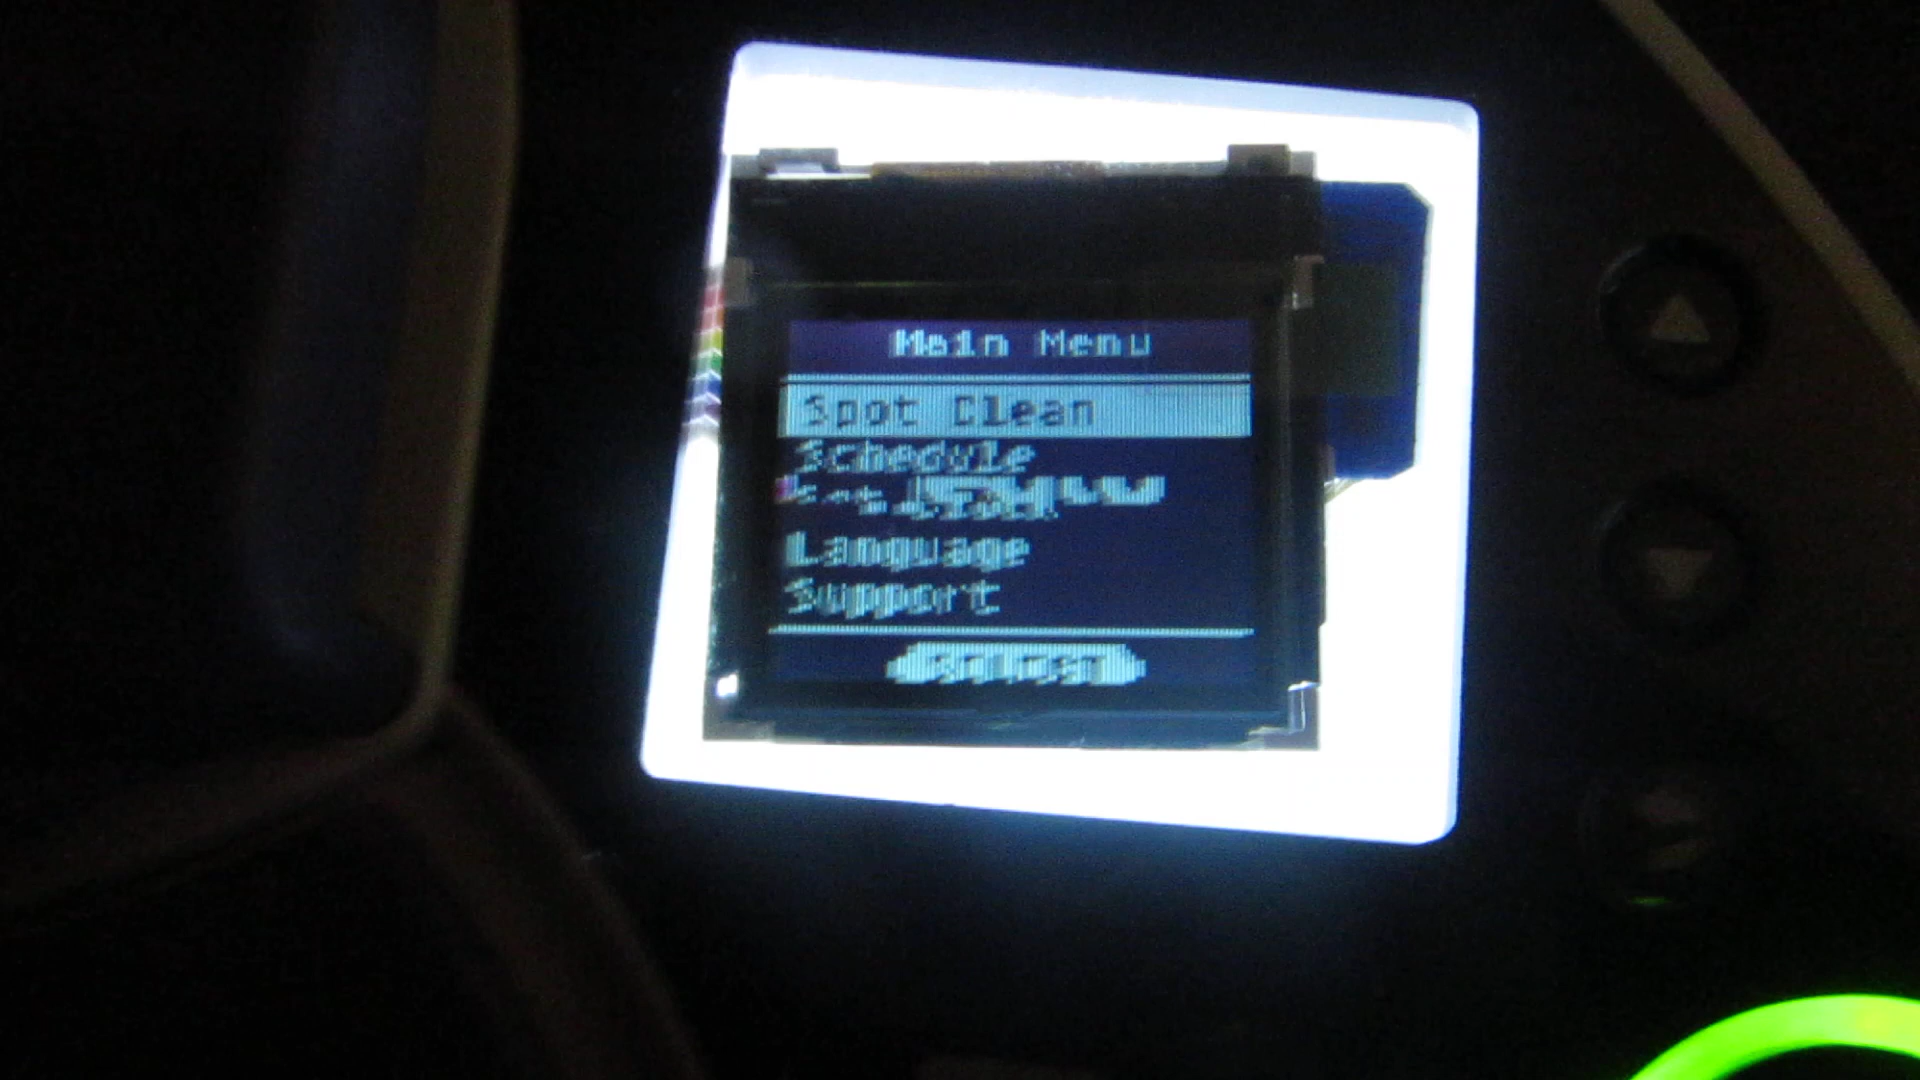 Main Menu
Spot Clean
Schedule
Language
Support